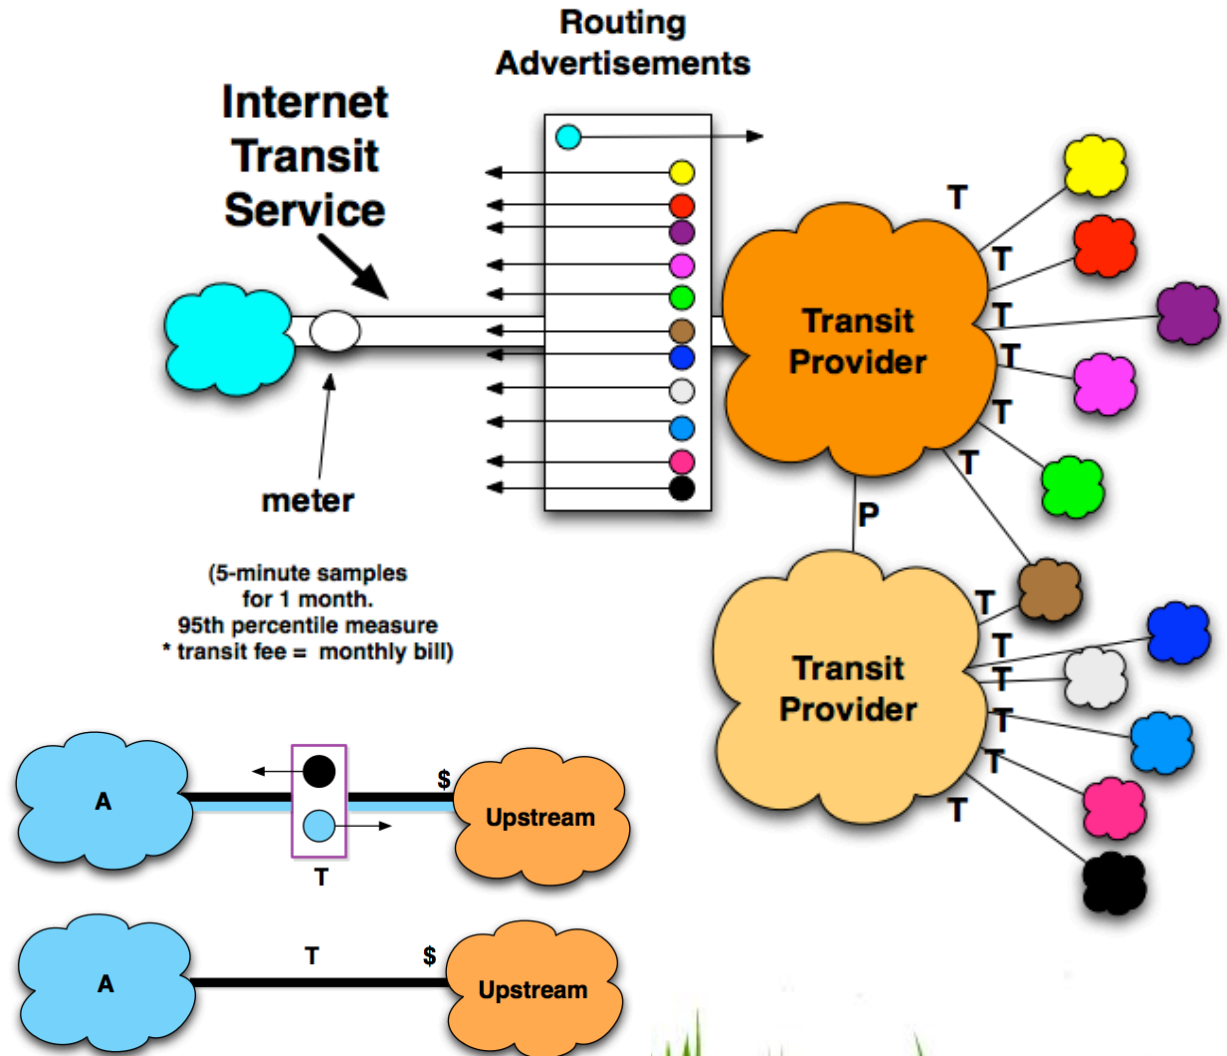 Routing
Advertisements
Internet
Transit
Service
T
T
T
T
T
T
Transit
Provider
meter
P
(5-minute samples
for 1 month.
95th percentile measure
* transit fee =  monthly bill)
T
T
T
T
T
T
Transit
Provider
A
$
Upstream
T
A
T
$
Upstream